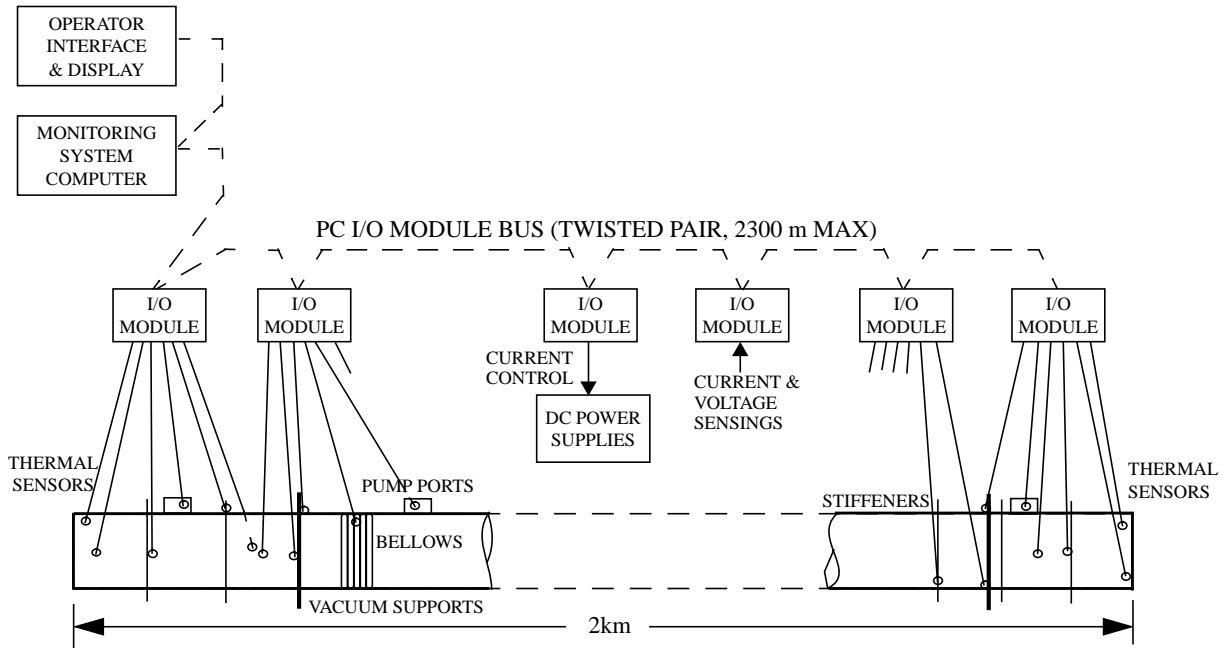 OPERATOR
INTERFACE
& DISPLAY
MONITORING
SYSTEM
COMPUTER
PC I/O MODULE BUS (TWISTED PAIR, 2300 m MAX)
I/O
MODULE
I/O
MODULE
I/O
MODULE
I/O
MODULE
I/O
MODULE
I/O
MODULE
CURRENT
CONTROL
DC POWER
SUPPLIES
CURRENT &
VOLTAGE
SENSINGS
THERMAL
SENSORS
PUMP PORTS
BELLOWS
VACUUM SUPPORTS
STIFFENERS
THERMAL
SENSORS
2km